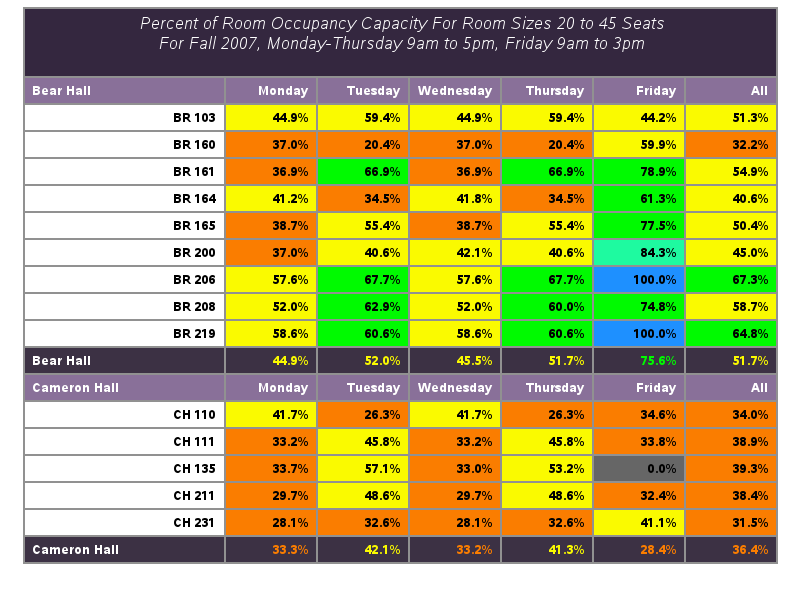 Percent of Room Occupancy Capacity For Room Sizes 20 to 45 Seats
For Fall 2007, Monday-Thursday 9am to 5pm, Friday 9am to 3pm
Bear Hall Monday Tuesday Wednesday Thursday Friday All
BR 103 44.9% 59.4% 44.9% 59.4% 44.2% 51.3%
BR 160 37.0% 20.4% 37.0% 20.4% 59.9% 32.2%
BR 161 36.9% 66.9% 36.9% 66.9% 78.9% 54.9%
BR 164 41.2% 34.5% 41.8% 34.5% 61.3% 40.6%
BR 165 38.7% 55.4% 38.7% 55.4% 77.5% 50.4%
BR 200 37.0% 40.6% 42.1% 40.6% 84.3% 45.0%
BR 206 57.6% 67.7% 57.6% 67.7% 100.0% 67.3%
BR 208 52.0% 62.9% 52.0% 60.0% 74.8% 58.7%
BR 219 58.6% 60.6% 58.6% 60.6% 100.0% 64.8%
Bear Hall 44.9% 52.0% 45.5% 51.7% 75.6% 51.7%
Cameron Hall Monday Tuesday Wednesday Thursday Friday All
CH 110 41.7% 26.3% 41.7% 26.3% 34.6% 34.0%
CH 111 33.2% 45.8% 33.2% 45.8% 33.8% 38.9%
CH 135 33.7% 57.1% 33.0% 53.2% 0.0% 39.3%
CH 211 29.7% 48.6% 29.7% 48.6% 32.4% 38.4%
CH 231 28.1% 32.6% 28.1% 32.6% 41.1% 31.5%
Cameron Hall 33.3% 42.1% 33.2% 41.3% 28.4% 36.4%